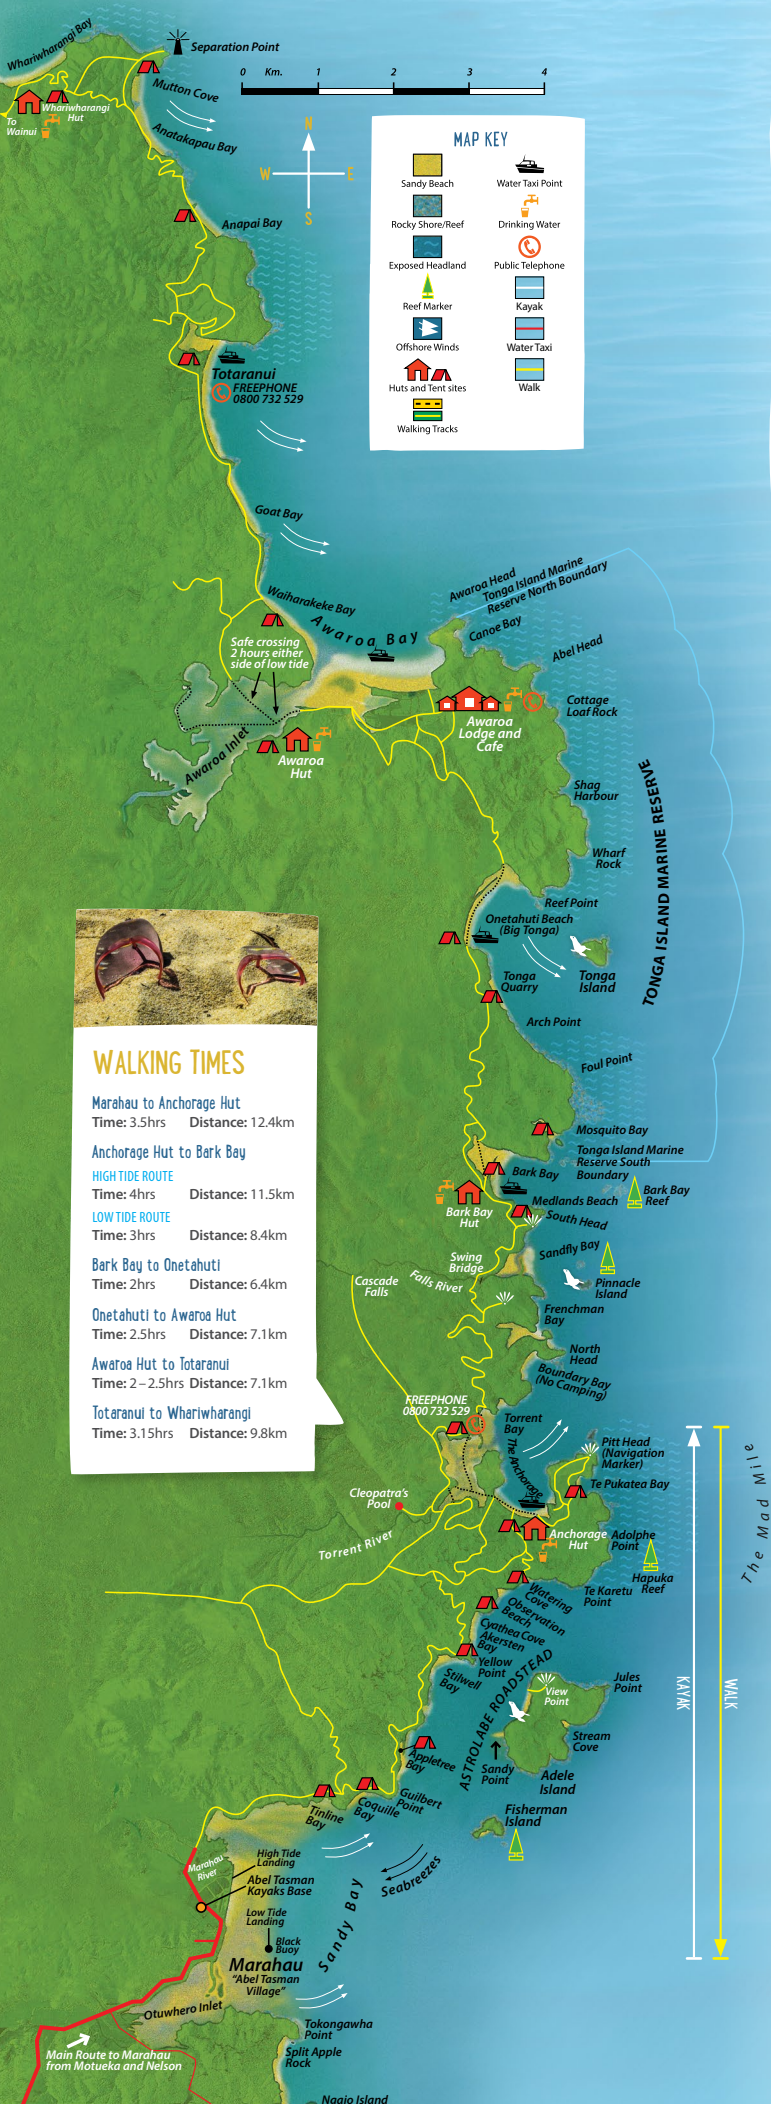 Whariwharangi Bay
Separation Point
0 Km. 1 2 3 4
Mutton Cove
Whariwharangi
Hut
To
Wainui
Anatakapau Bay
N
W E
S
Anapai Bay
MAP KEY
Sandy Beach
Water Taxi Point
Rocky Shore/Reef
Drinking Water
Exposed Headland
Public Telephone
Reef Marker
Kayak
Offshore Winds
Water Taxi
Huts and Tent sites
Walk
Walking Tracks
Totaranui
FREEPHONE
0800 732 529
Goat Bay
Waiharakeke Bay
Awaroa Bay
Awaroa Head
Tonga Island Marine
Reserve North Boundary
Canoe Bay
Abel Head
Safe crossing
2 hours either
side of low tide
Cottage
Loaf Rock
Awaroa
Lodge and
Cafe
Awaroa Inlet
Awaroa
Hut
Shag
Harbour
TONGA ISLAND MARINE RESERVE
Wharf
Rock
Reef Point
Onetahuti Beach
(Big Tonga)
Tonga
Island
Tonga
Quarry
Arch Point
Foul Point
Mosquito Bay
Tonga Island Marine
Reserve South
Boundary
Bark Bay
Bark Bay
Reef
Medlands Beach
Bark Bay
Hut
South Head
Sandfly Bay
Swing
Bridge
Falls River
Cascade
Falls
Pinnacle
Island
Frenchman
Bay
North
Head
Boundary Bay
(No Camping)
WALKING TIMES
Marahau to Anchorage Hut
Time: 3.5hrs Distance: 12.4km
Anchorage Hut to Bark Bay
HIGH TIDE ROUTE
Time: 4hrs Distance: 11.5km
LOW TIDE ROUTE
Time: 3hrs Distance: 8.4km
Bark Bay to Onetahuti
Time: 2hrs Distance: 6.4km
Onetahuti to Awaroa Hut
Time: 2.5hrs Distance: 7.1km
Awaroa Hut to Totaranui
Time: 2–2.5hrs Distance: 7.1km
Totaranui to Whariwharangi
Time: 3.15hrs Distance: 9.8km
FREEPHONE
0800 732 529
Torrent
Bay
The Anchorage
Pitt Head
(Navigation
Marker)
Te Pukatea Bay
The Mad Mile
Cleopatra's
Pool
Torrent River
Anchorage
Hut
Adolphe
Point
Hapuka
Reef
Te Karetu
Point
Watering
Cove
Observation
Beach
Cyathea Cove
Akersten
Bay
Yellow
Point
Stilwell
Bay
ASTROLABE ROADSTEAD
View
Point
Jules
Point
KAYAK
WALK
Stream
Cove
Sandy
Point
Adele
Island
Appletree
Bay
Guilbert
Point
Coquille
Bay
Tinline
Bay
Fisherman
Island
Marahau
River
High Tide
Landing
Abel Tasman
Kayaks Base
Seabreezes
Low Tide
Landing
Black
Buoy
Sandy Bay
Marahau
"Abel Tasman
Village"
Otuwhero Inlet
Tokongawha
Point
Main Route to Marahau
from Motueka and Nelson
Split Apple
Rock
Ngaio Island